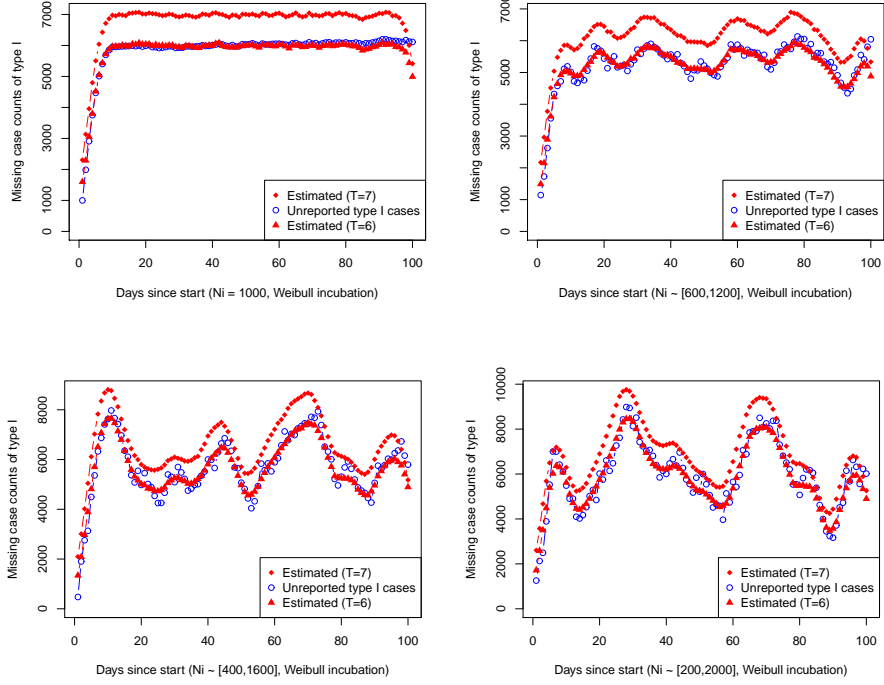 Missing case counts of type I
0
1000
3000
5000
6000
7000
0
20
40
60
80
100
Estimated (T=7)
Unreported type I cases
Estimated (T=6)
Days since start (Ni = 1000, Weibull incubation)
Missing case counts of type I
0
1000
3000
5000
7000
0
20
40
60
80
100
Estimated (T=7)
Unreported type I cases
Estimated (T=6)
Days since start (Ni ~ [600,1200], Weibull incubation)
Missing case counts of type I
0
2000
4000
6000
8000
0
20
40
60
80
100
Estimated (T=7)
Unreported type I cases
Estimated (T=6)
Days since start (Ni ~ [400,1600], Weibull incubation)
Missing case counts of type I
0
2000
4000
6000
8000
10000
0
20
40
60
80
100
Estimated (T=7)
Unreported type I cases
Estimated (T=6)
Days since start (Ni ~ [200,2000], Weibull incubation)